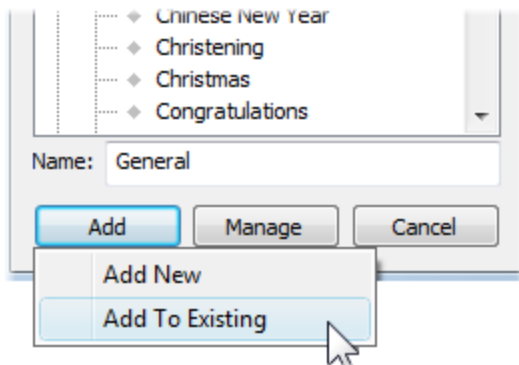 Chinese New Year
Christening
Christmas
Congratulations
Name: General
Add Manage Cancel
Add New
Add To Existing